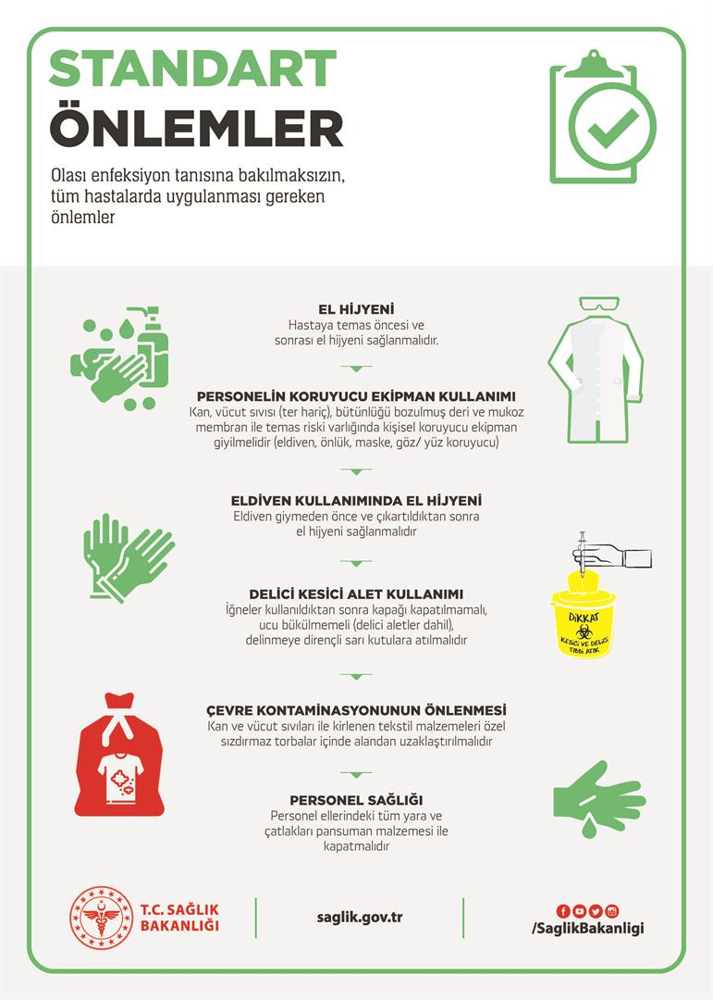 STANDART
ÖNLEMLER
Olası enfeksiyon tanısına bakılmaksızın,
tüm hastalarda uygulanması gereken
önlemler
EL HİJYENİ
Hastaya temas öncesi ve
sonrası el hijyeni sağlanmalıdır.
PERSONELİN KORUYUCU EKİPMAN KULLANIMI
Kan, vücut sıvısı (ter hariç), bütünlüğü bozulmuş deri ve mukoz
membran ile temas riski varlığında kişisel koruyucu ekipman
giyilmelidir (eldiven, önlük, maske, göz/ yüz koruyucu)
ELDİVEN KULLANIMINDA EL HİJYENİ
Eldiven giymeden önce ve çıkartıldıktan sonra
el hijyeni sağlanmalıdır
DELİCİ KESİCİ ALET KULLANIMI
İğneler kullanıldıktan sonra kapağı kapatılmamalı,
ucu bükülmemeli (delici aletler dahil),
delinmeye dirençli sarı kutulara atılmalıdır
DİKKAT
KESİCİ VE DELİCİ
TIBBİ ATIK
ÇEVRE KONTAMİNASYONUNUN ÖNLENMESİ
Kan ve vücut sıvıları ile kirlenen tekstil malzemeleri özel
sızdırmaz torbalar içinde alandan uzaklaştırılmalıdır
PERSONEL SAĞLIĞI
Personel ellerindeki tüm yara ve
çatlakları pansuman malzemesi ile
kapatmalıdır
T.C. SAĞLIK
BAKANLIĞI
saglik.gov.tr
/SaglikBakanligi